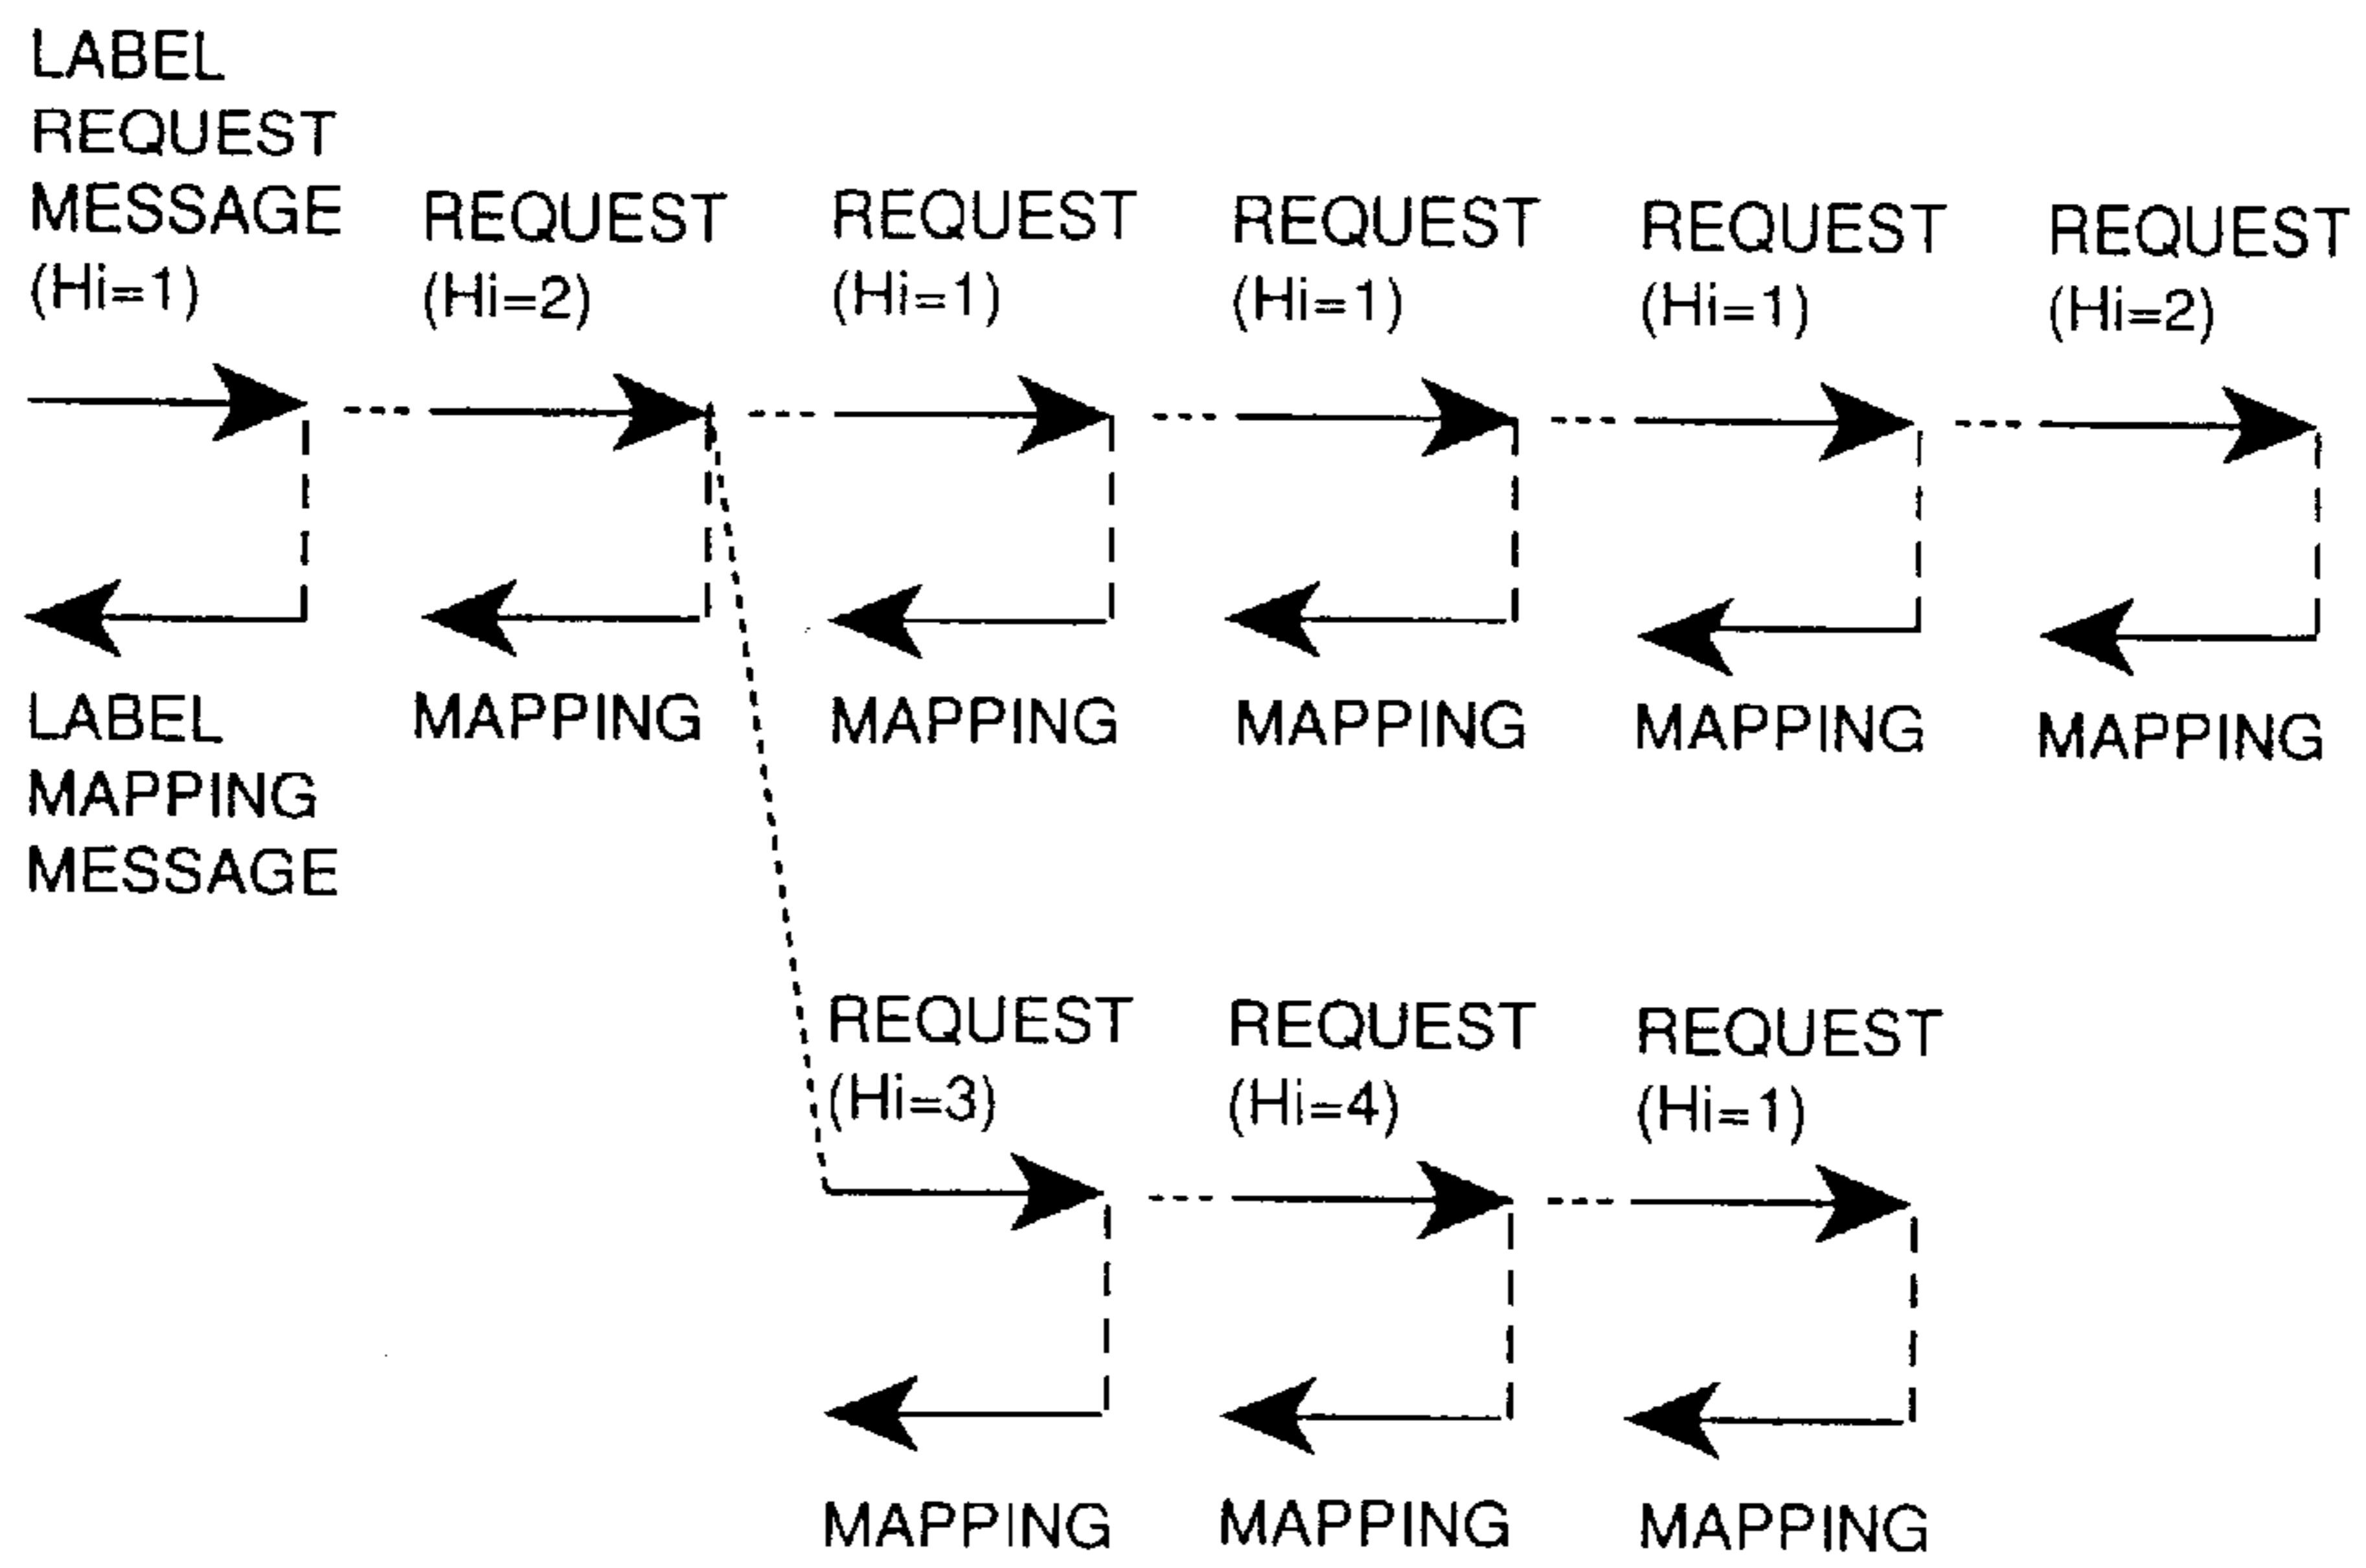 LABEL
REQUEST
MESSAGE
(Hi=1)
REQUEST
(Hi=2)
REQUEST
(Hi=1)
REQUEST
(Hi=1)
REQUEST
(Hi=1)
REQUEST
(Hi=2)
LABEL
MAPPING
MESSAGE
MAPPING
MAPPING
MAPPING
MAPPING
MAPPING
REQUEST
(Hi=3)
REQUEST
(Hi=4)
REQUEST
(Hi=1)
MAPPING
MAPPING
MAPPING